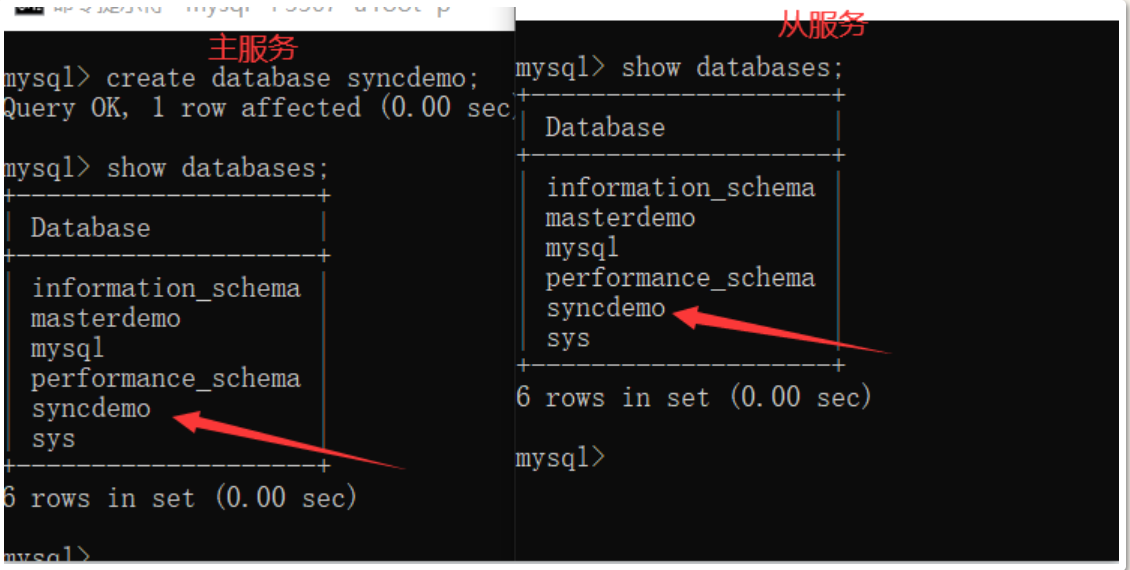 主服务
mysql> create database syncdemo;
Query OK, 1 row affected (0.00 sec
mysql> show databases;
Database
information_schema
masterdemo
mysql
performance_schema
syncdemo
sys
6 rows in set (0.00 sec)
mysql>
从服务
mysql> show databases;
Database
information_schema
masterdemo
mysql
performance_schema
syncdemo
sys
6 rows in set (0.00 sec)
mysql>